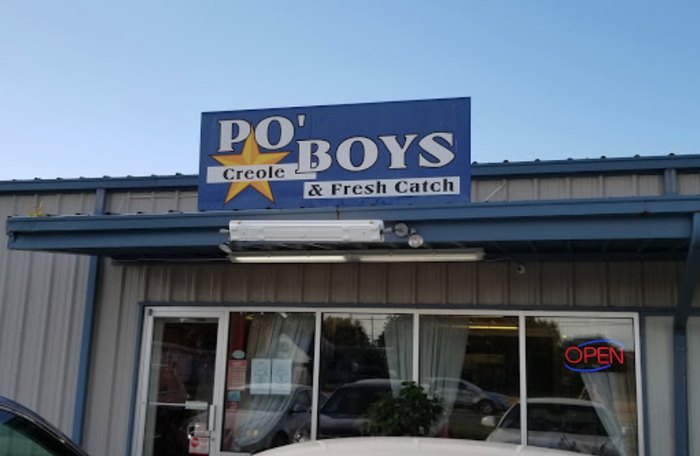 PO' BOYS
Creole
& Fresh Catch
OPEN